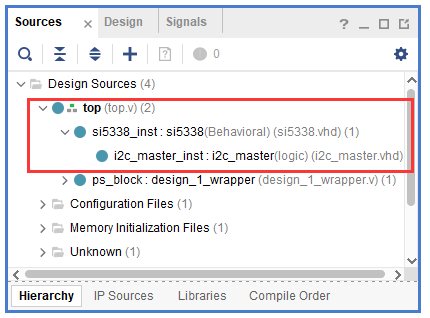 Sources Design Signals ?
0
Design Sources (4)
top (top.v) (2)
si5338_inst : si5338(Behavioral) (si5338.vhd) (1)
i2c_master_inst : i2c_master(logic) (i2c_master.vhd)
ps_block : design_1_wrapper (design_1_wrapper.v) (1)
Configuration Files (1)
Memory Initialization Files (1)
Unknown (1)
Hierarchy IP Sources Libraries Compile Order